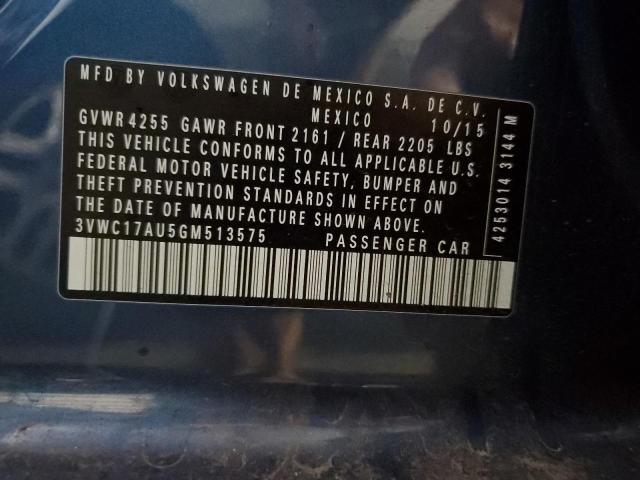 MFD BY VOLKSWAGEN DE MEXICO S.A. DE C.V.
MEXICO 10/15
GVWR 4255 GAWR FRONT 2161 / REAR 2205 LBS
THIS VEHICLE CONFORMS TO ALL APPLICABLE U.S.
FEDERAL MOTOR VEHICLE SAFETY, BUMPER AND
THEFT PREVENTION STANDARDS IN EFFECT ON
THE DATE OF MANUFACTURE SHOWN ABOVE.
3VWC17AU5GM513575 PASSENGER CAR
4253014 3144 M